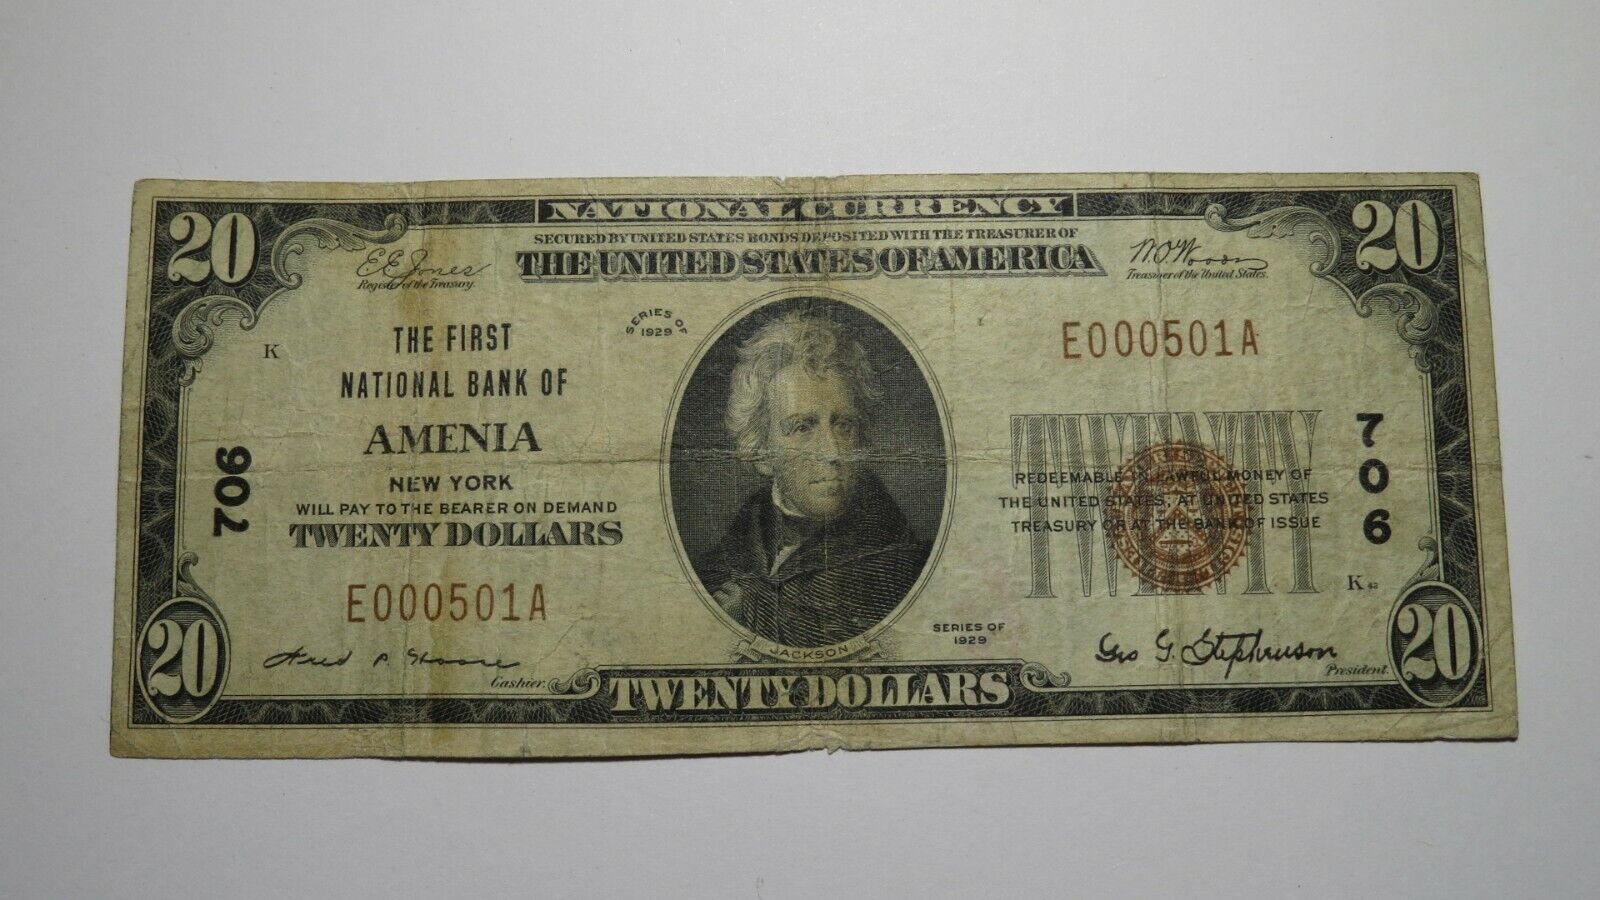 NATIONAL CURRENCY
SECURED BY UNITED STATES BONDS DEPOSITED WITH THE TREASURER OF
THE UNITED STATES OF AMERICA
20
20
E E Jones
Register of the Treasury.
W.O. Woods
Treasurer of the United States.
SERIES OF
1929
K
THE FIRST
NATIONAL BANK OF
AMENIA
NEW YORK
WILL PAY TO THE BEARER ON DEMAND
TWENTY DOLLARS
706
E000501A
E000501A
TWENTY
REDEEMABLE IN LAWFUL MONEY OF
THE UNITED STATES, AT UNITED STATES
TREASURY OR AT THE BANK OF ISSUE
706
K 42
JACKSON
SERIES OF
1929
20
Cashier.
TWENTY DOLLARS
Geo G. Stephenson
President.
20